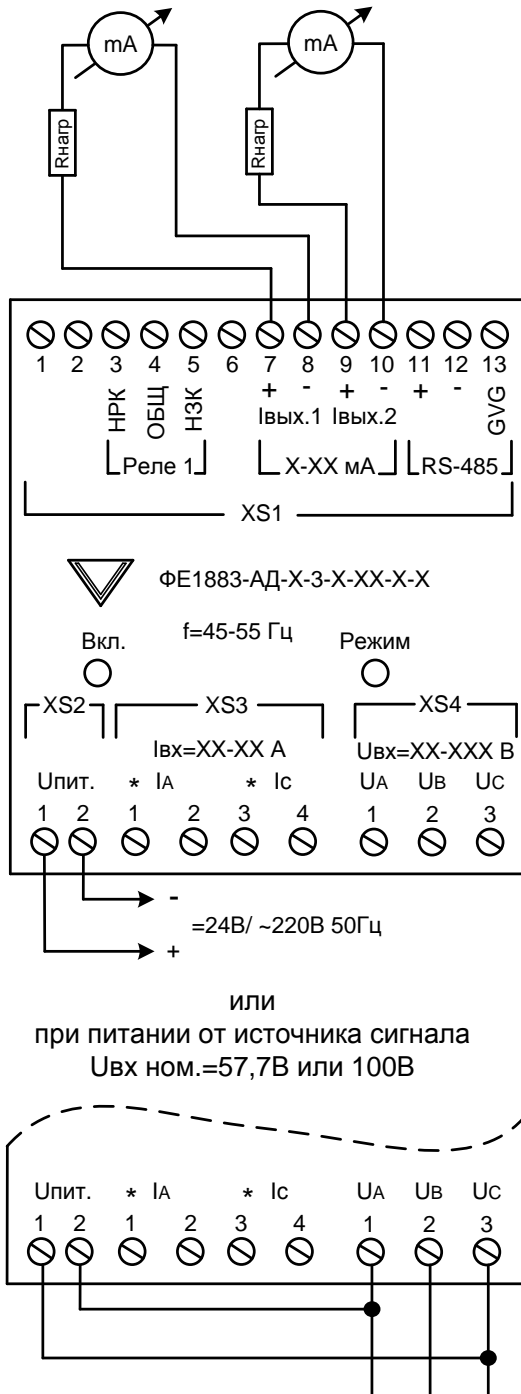 mA mA
Rнагр Rнагр
1 2 3 4 5 6 7 8 9 10 11 12 13
НРК ОБЩ НЗК + - + - + - GVG
Iвых.1 Iвых.2
Реле 1 X-XX мА RS-485
XS1
ФЕ1883-АД-Х-3-Х-ХХ-Х-Х
f=45-55 Гц
Вкл. Режим
XS2 XS3 XS4
Iвх=XX-XX А Uвх=XX-XXX В
Uпит. * IA * Ic UA UB UC
1 2 1 2 3 4 1 2 3
-
=24В/ ~220В 50Гц
+
или
при питании от источника сигнала
Uвх ном.=57,7В или 100В
Uпит. * IA * Ic UA UB UC
1 2 1 2 3 4 1 2 3